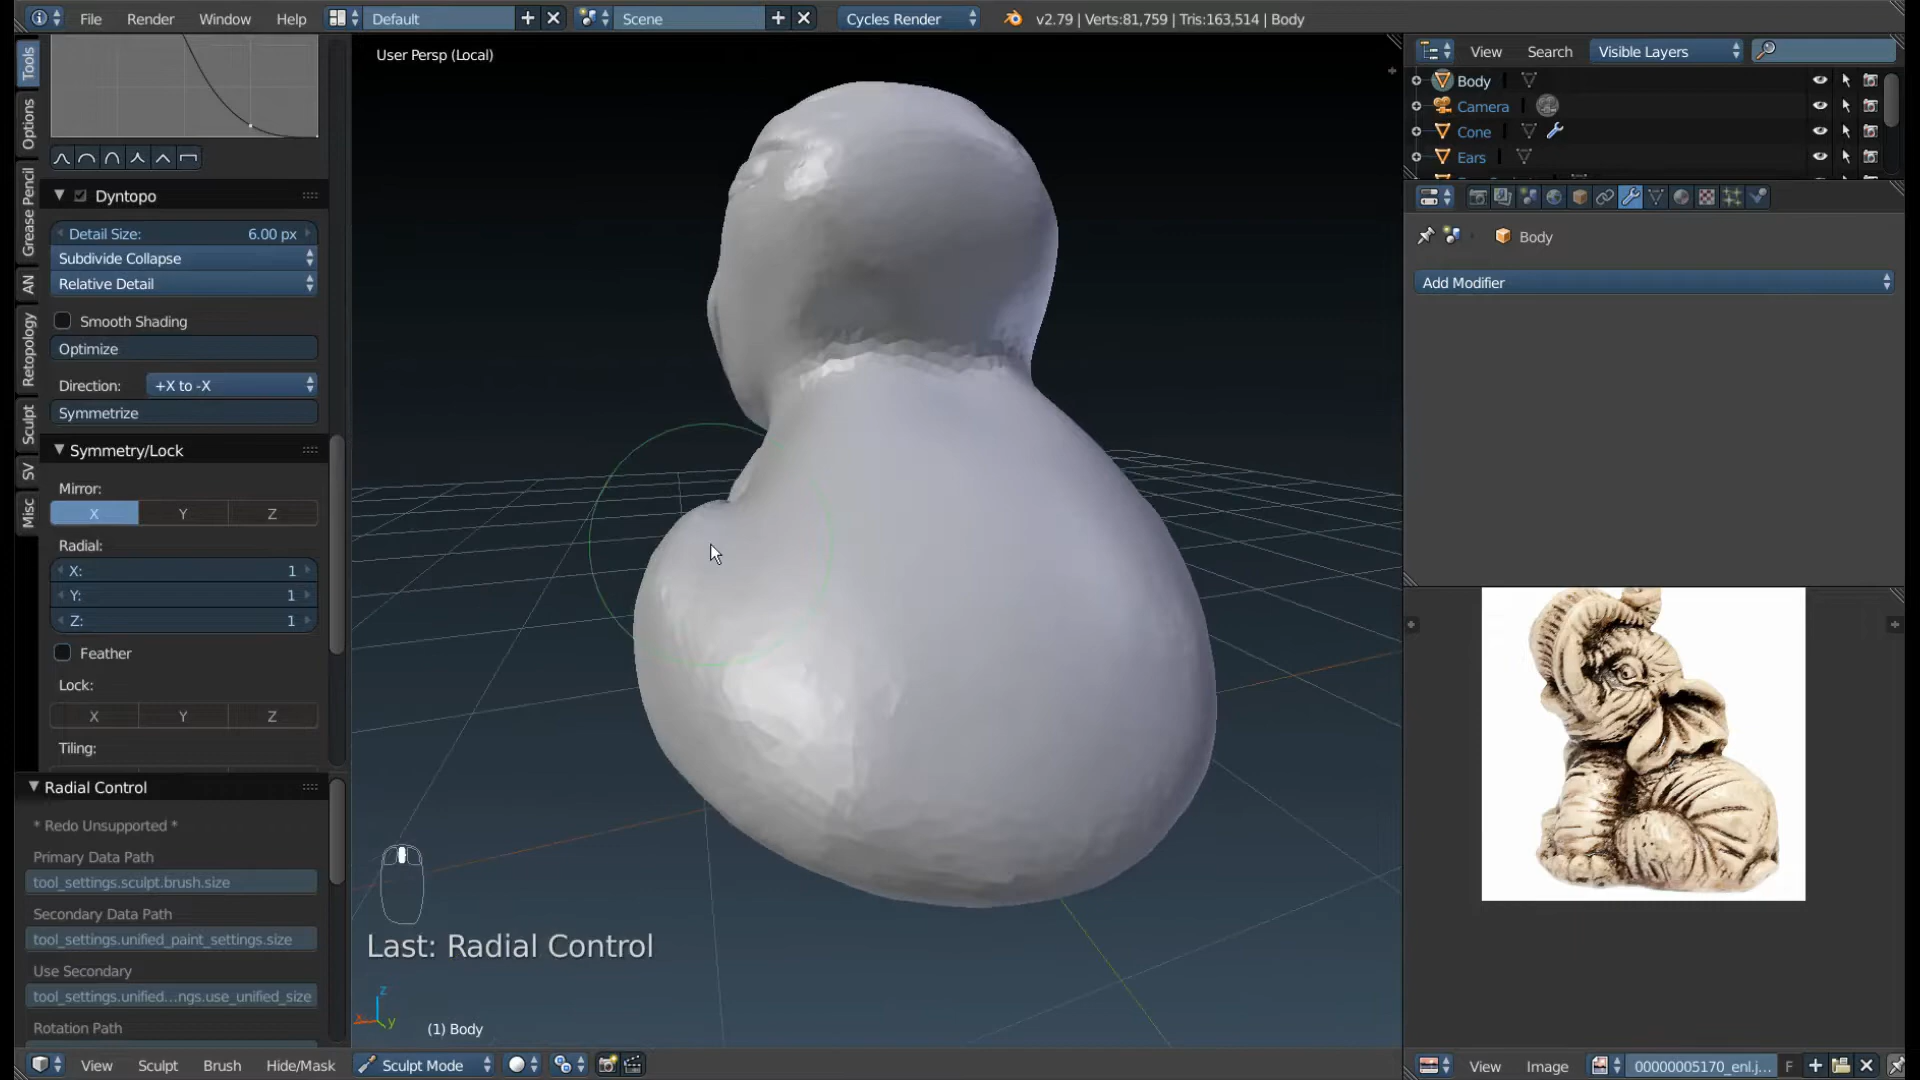 File Render Window Help Default Scene Cycles Render v2.79 | Verts:81,759 | Tris:163,514 | Body
Tools
Options
Grease Pencil
AN
Retopology
Sculpt
SV
Misc
Dyntopo
Detail Size: 6.00 px
Subdivide Collapse
Relative Detail
Smooth Shading
Optimize
Direction: +X to -X
Symmetrize
Symmetry/Lock
Mirror:
X Y Z
Radial:
X: 1
Y: 1
Z: 1
Feather
Lock:
X Y Z
Tiling:
Radial Control
* Redo Unsupported *
Primary Data Path
tool_settings.sculpt.brush.size
Secondary Data Path
tool_settings.unified_paint_settings.size
Use Secondary
tool_settings.unified...ngs.use_unified_size
Rotation Path
User Persp (Local)
Last: Radial Control
z
x
y
(1) Body
View Sculpt Brush Hide/Mask Sculpt Mode
View Search Visible Layers
Body
Camera
Cone
Ears
Body
Add Modifier
View Image 00000005170_enl.j... F